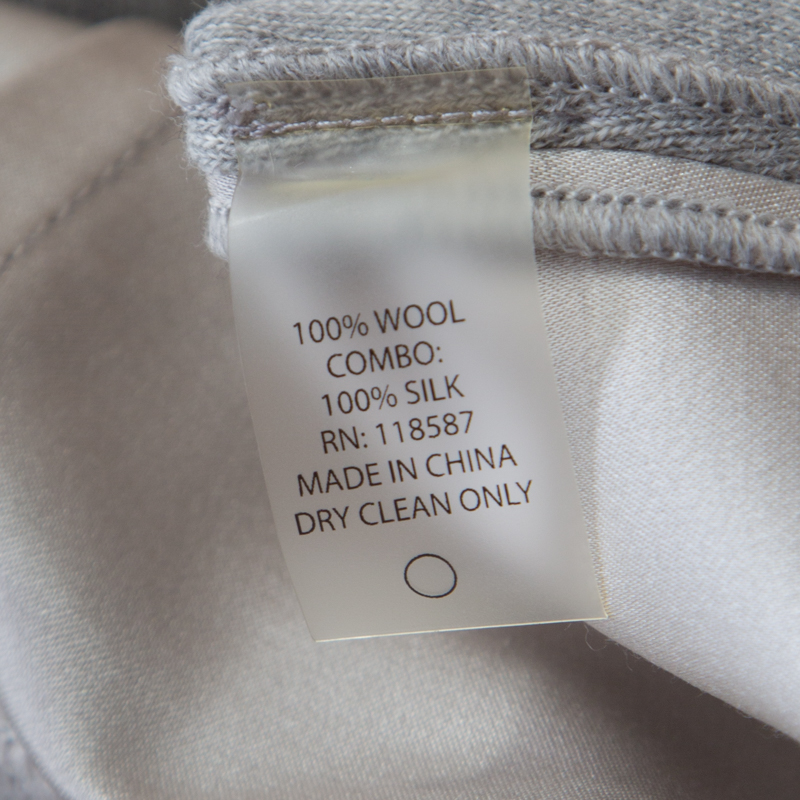 100% WOOL
COMBO:
100% SILK
RN: 118587
MADE IN CHINA
DRY CLEAN ONLY